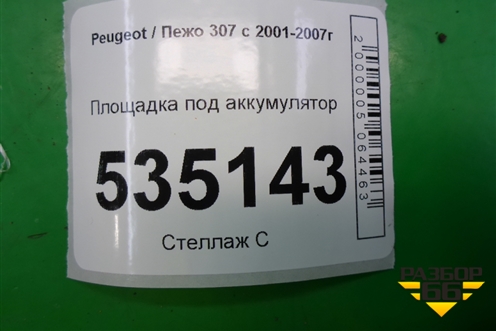 Peugeot / Пежо 307 с 2001-2007г
Площадка под аккумулятор
535143
Стеллаж С
2000005064463
РАЗБОР
66